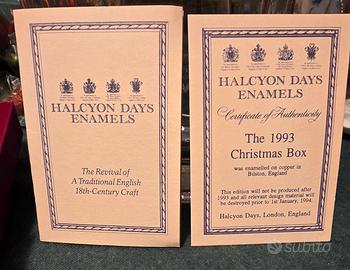 HALCYON DAYS
ENAMELS
The Revival of
A Traditional English
18th-Century Craft
HALCYON DAYS
ENAMELS
Certificate of Authenticity
The 1993
Christmas Box
was enamelled on copper in
Bilston, England
This edition will not be produced after
1993 and all relevant design material will
be destroyed prior to 1st January, 1994.
Halcyon Days, London, England
subito